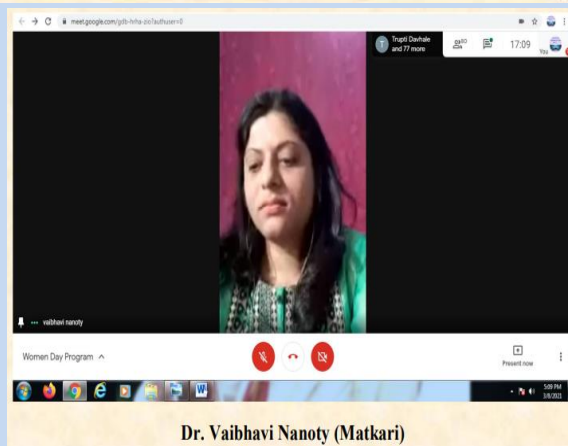 meet.google.com/gdb-hrha-zio?authuser=0
T Trupti Davhale
and 77 more
80
17:09
You
vaibhavi nanoty
Women Day Program
Present now
5:09 PM
3/8/2021
Dr. Vaibhavi Nanoty (Matkari)